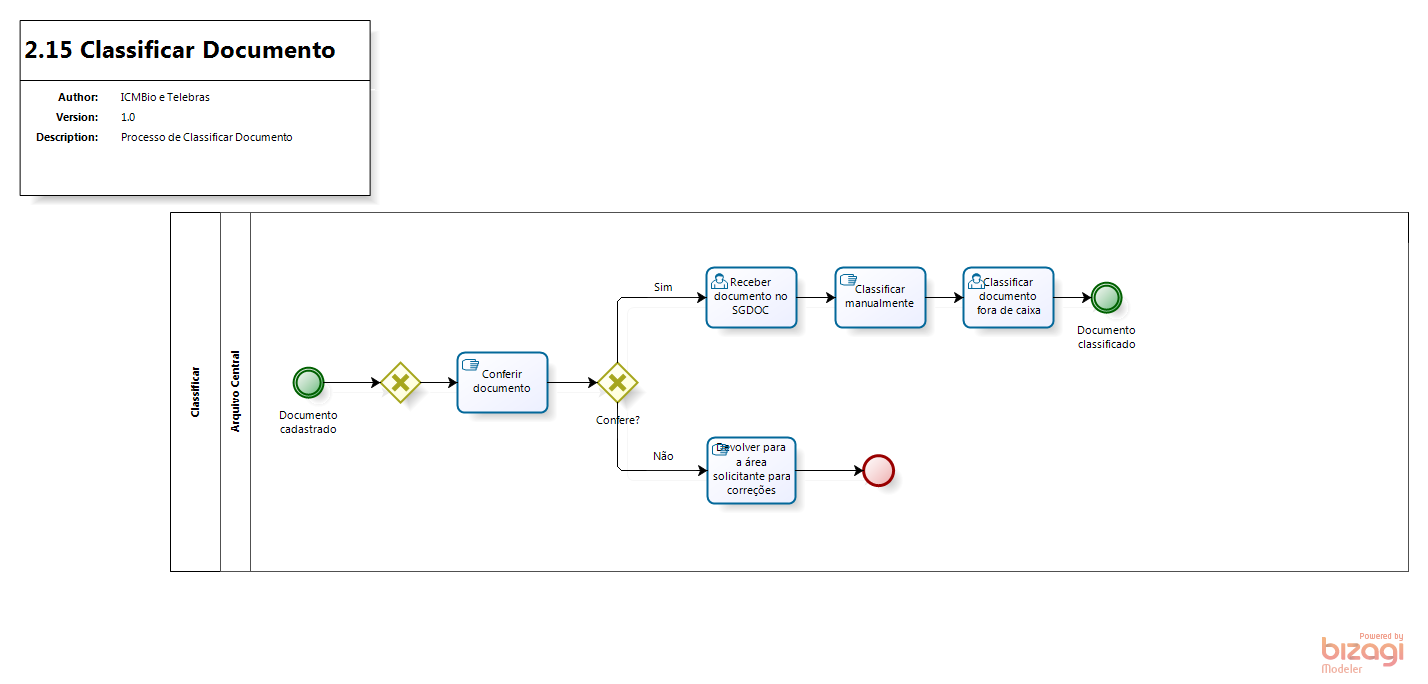 2.15 Classificar Documento
Author: ICMBio e Telebras
Version: 1.0
Description: Processo de Classificar Documento
Classificar
Arquivo Central
Documento
cadastrado
Conferir
documento
Confere?
Sim
Receber
documento no
SGDOC
Classificar
manualmente
Classificar
documento
fora de caixa
Documento
classificado
Não
Devolver para
a área
solicitante para
correções
Powered by
bizagi
Modeler